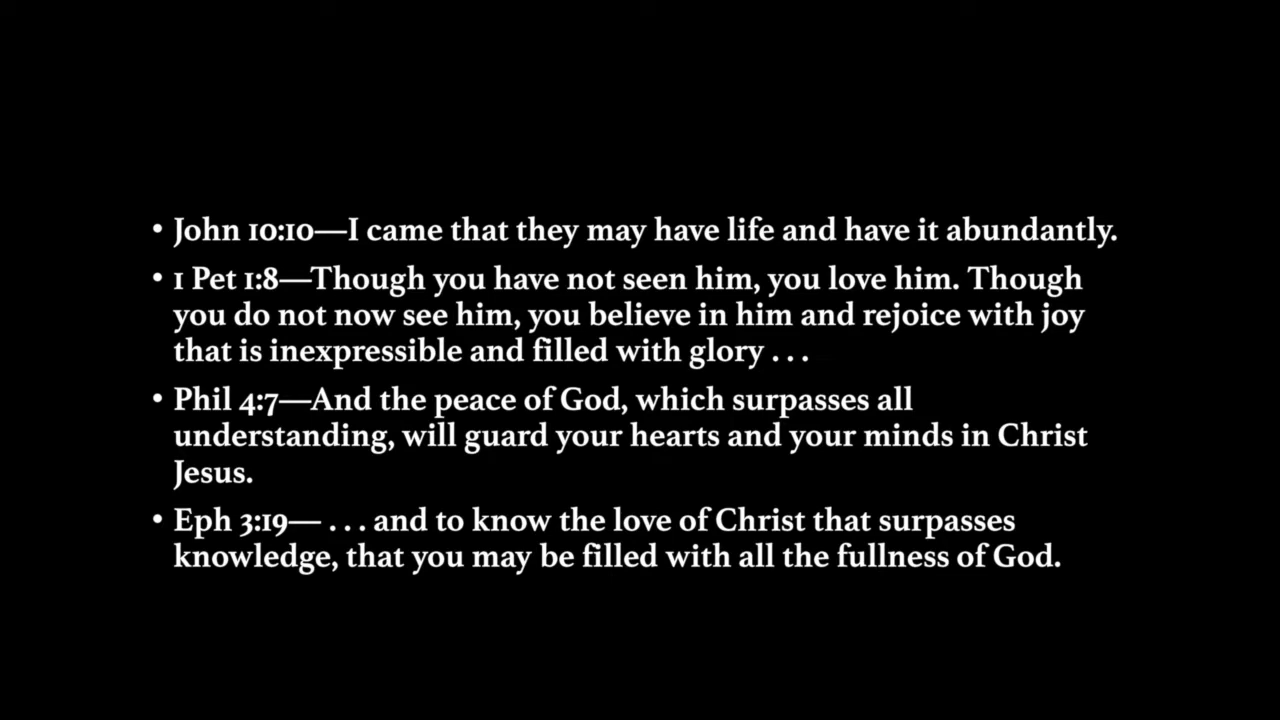 • John 10:10—I came that they may have life and have it abundantly.
• 1 Pet 1:8—Though you have not seen him, you love him. Though
you do not now see him, you believe in him and rejoice with joy
that is inexpressible and filled with glory . . .
• Phil 4:7—And the peace of God, which surpasses all
understanding, will guard your hearts and your minds in Christ
Jesus.
• Eph 3:19— . . . and to know the love of Christ that surpasses
knowledge, that you may be filled with all the fullness of God.